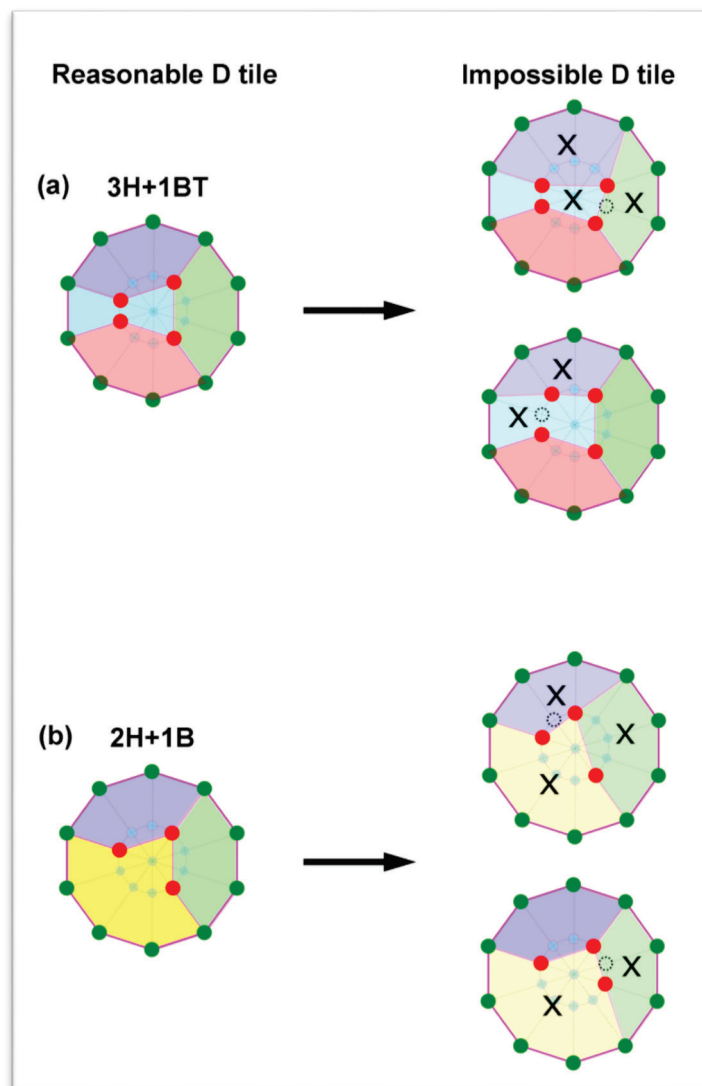 Reasonable D tile
Impossible D tile
X
(a) 3H+1BT
X
X
X
X
X
(b) 2H+1B
X
X
X
X